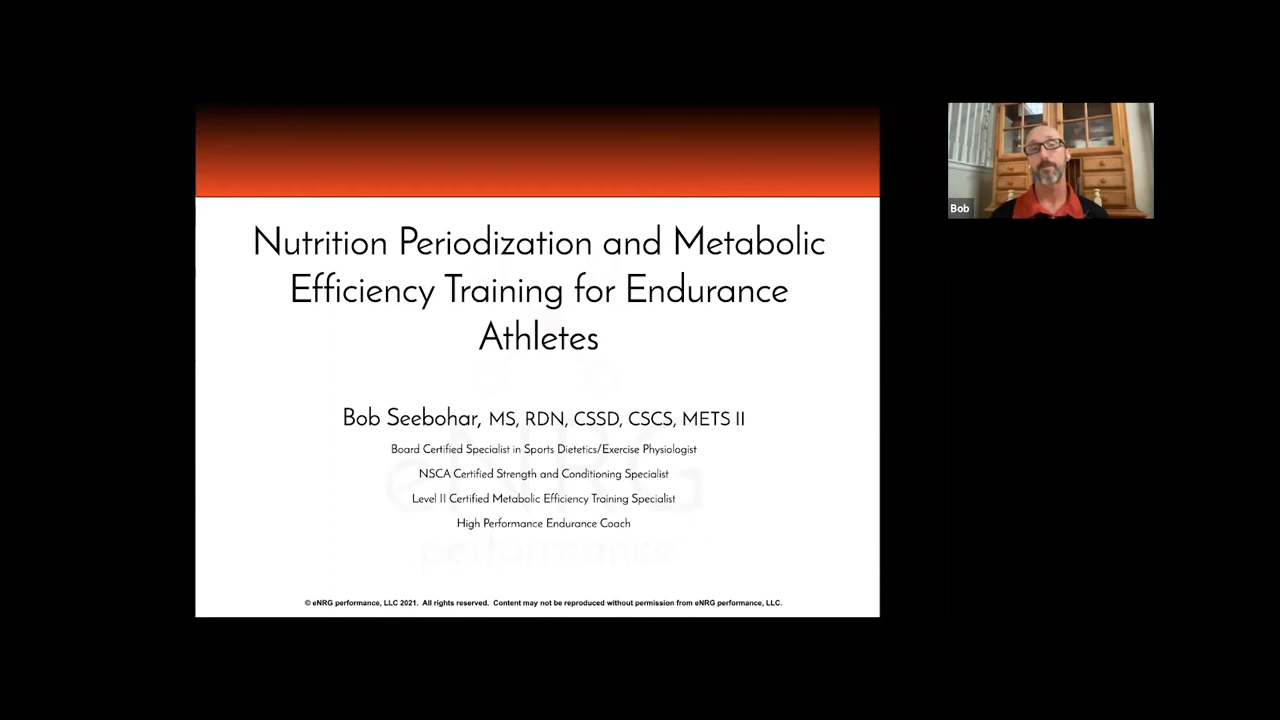 Nutrition Periodization and Metabolic
Efficiency Training for Endurance
Athletes
Bob Seebohar, MS, RDN, CSSD, CSCS, METS II
Board Certified Specialist in Sports Dietetics/Exercise Physiologist
NSCA Certified Strength and Conditioning Specialist
Level II Certified Metabolic Efficiency Training Specialist
High Performance Endurance Coach
eNRG
performance
© eNRG performance, LLC 2021. All rights reserved. Content may not be reproduced without permission from eNRG performance, LLC.
Bob